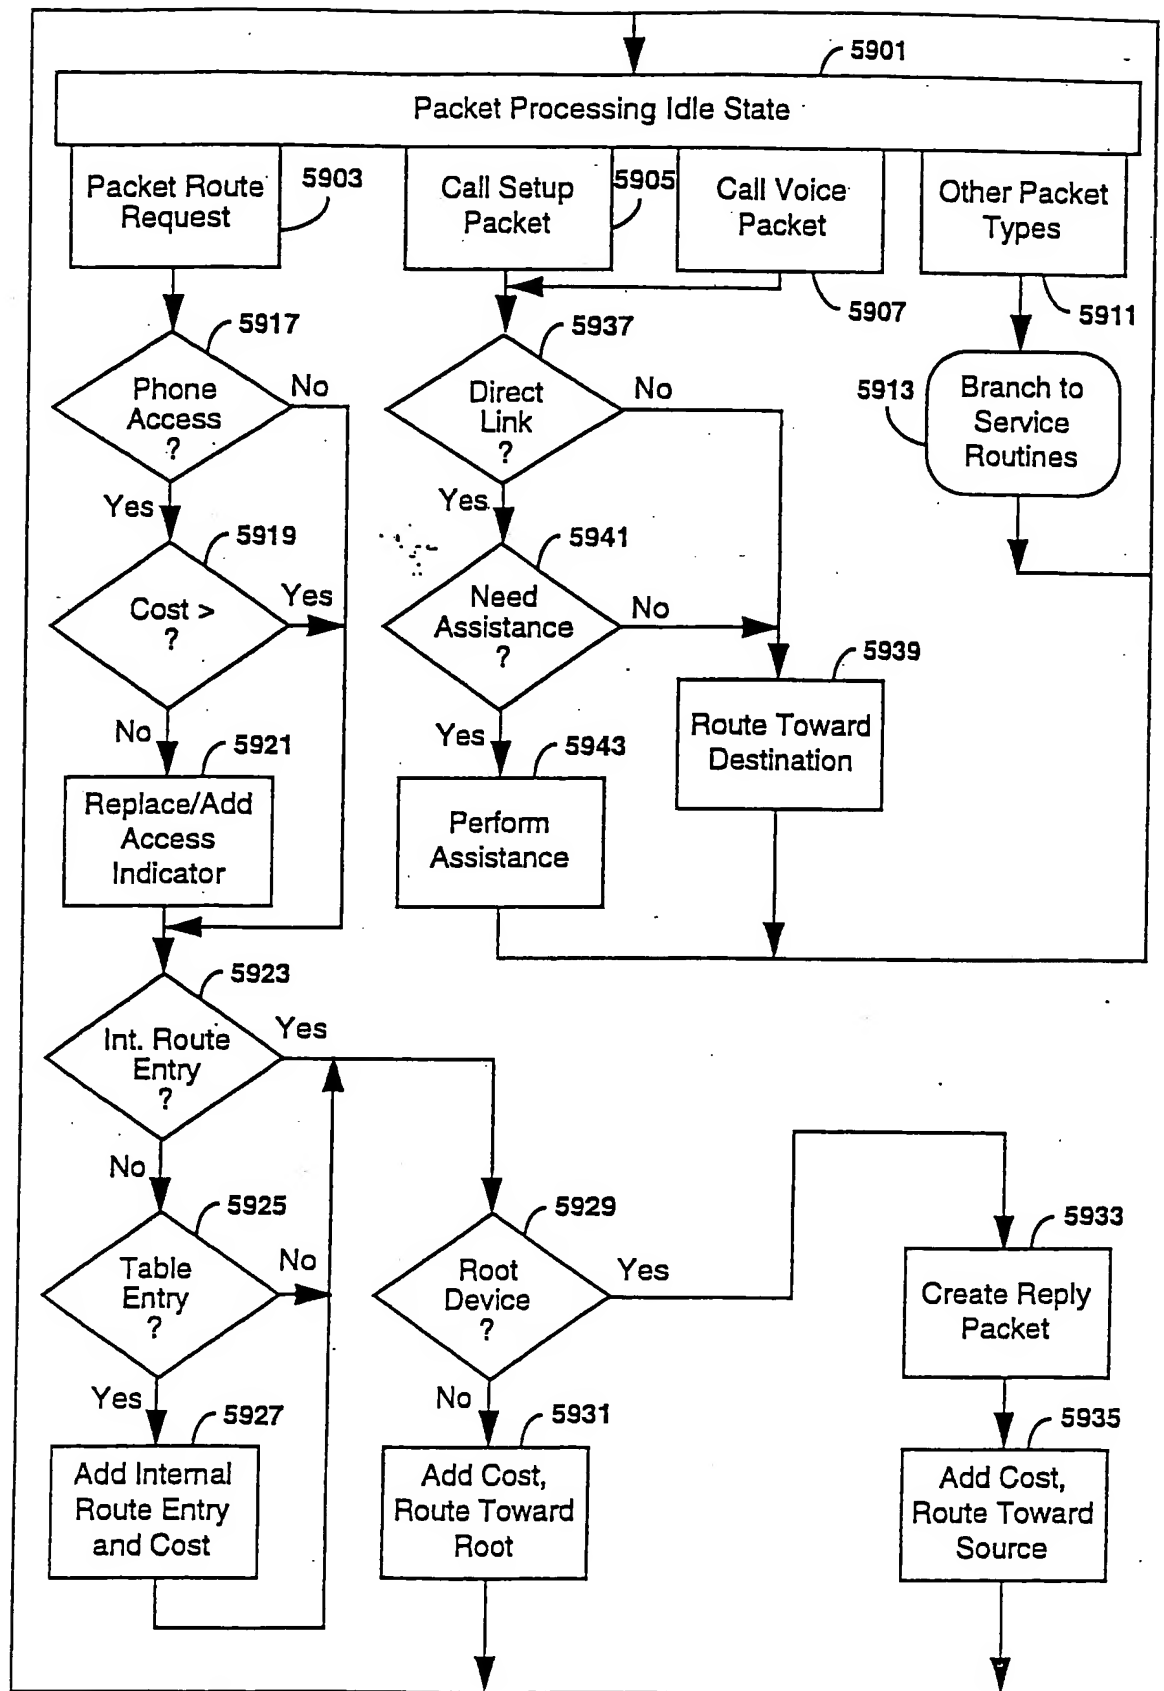 5901
Packet Processing Idle State
Packet Route
Request
5903
Call Setup
Packet
5905
Call Voice
Packet
5907
Other Packet
Types
5911
5917
Phone
Access
?
No
Yes
5937
Direct
Link
?
No
Yes
5913
Branch to
Service
Routines
5919
Cost >
?
Yes
No
5941
Need
Assistance
?
No
Yes
5939
Route Toward
Destination
5921
Replace/Add
Access
Indicator
5943
Perform
Assistance
5923
Int. Route
Entry
?
Yes
No
5925
Table
Entry
?
No
Yes
5929
Root
Device
?
Yes
No
5933
Create Reply
Packet
5927
Add Internal
Route Entry
and Cost
5931
Add Cost,
Route Toward
Root
5935
Add Cost,
Route Toward
Source